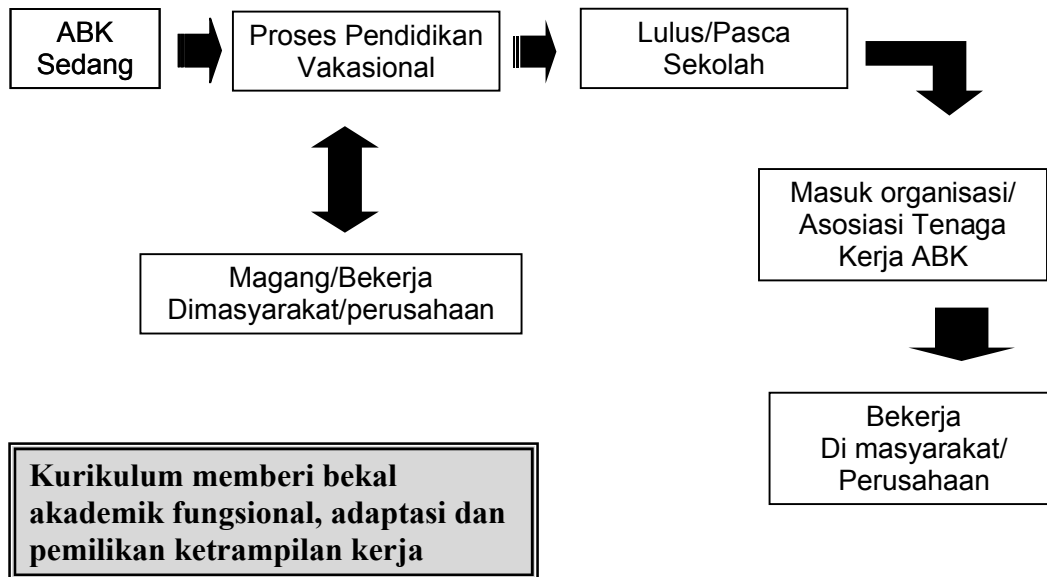 ABK
Sedang
Proses Pendidikan
Vakasional
Lulus/Pasca
Sekolah
Masuk organisasi/
Asosiasi Tenaga
Kerja ABK
Magang/Bekerja
Dimasyarakat/perusahaan
Bekerja
Di masyarakat/
Perusahaan
Kurikulum memberi bekal
akademik fungsional, adaptasi dan
pemilikan ketrampilan kerja